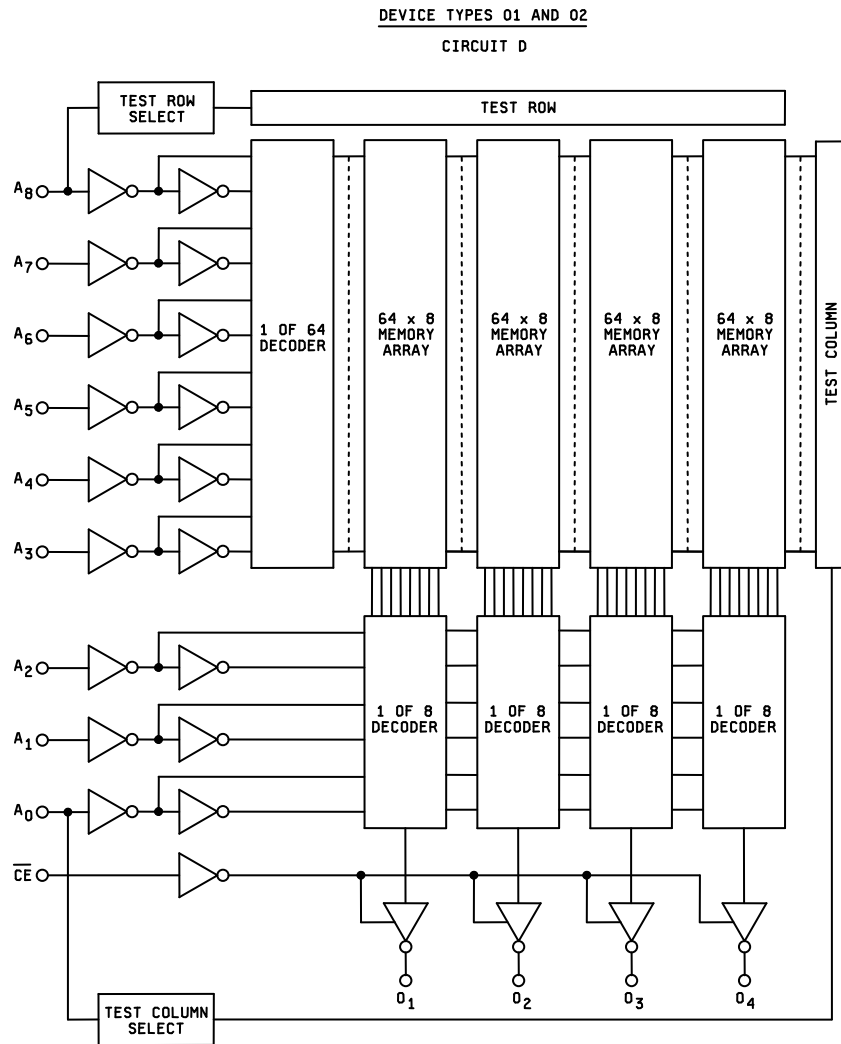 DEVICE TYPES 01 AND 02
CIRCUIT D
TEST ROW
SELECT
TEST ROW
A8
A7
A6
A5
A4
A3
1 OF 64
DECODER
64 x 8
MEMORY
ARRAY
64 x 8
MEMORY
ARRAY
64 x 8
MEMORY
ARRAY
64 x 8
MEMORY
ARRAY
TEST COLUMN
A2
A1
A0
1 OF 8
DECODER
1 OF 8
DECODER
1 OF 8
DECODER
1 OF 8
DECODER
C̅E̅
O1
O2
O3
O4
TEST COLUMN
SELECT